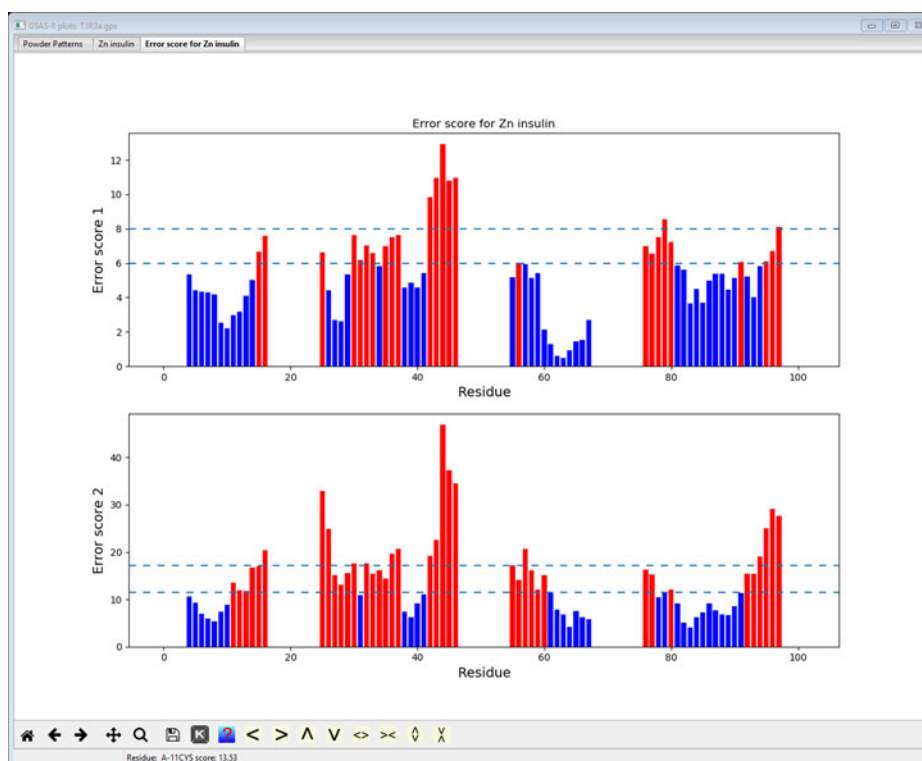 GSAS-II plots: T3R3a.gpx
Powder Patterns Zn insulin Error score for Zn insulin
Error score for Zn insulin
12
10
8
6
4
2
0
Error score 1
0 20 40 60 80 100
Residue
40
30
20
10
0
Error score 2
0 20 40 60 80 100
Residue
K ? < > Λ V <> ><
Residue: A-11CYS score: 13.53